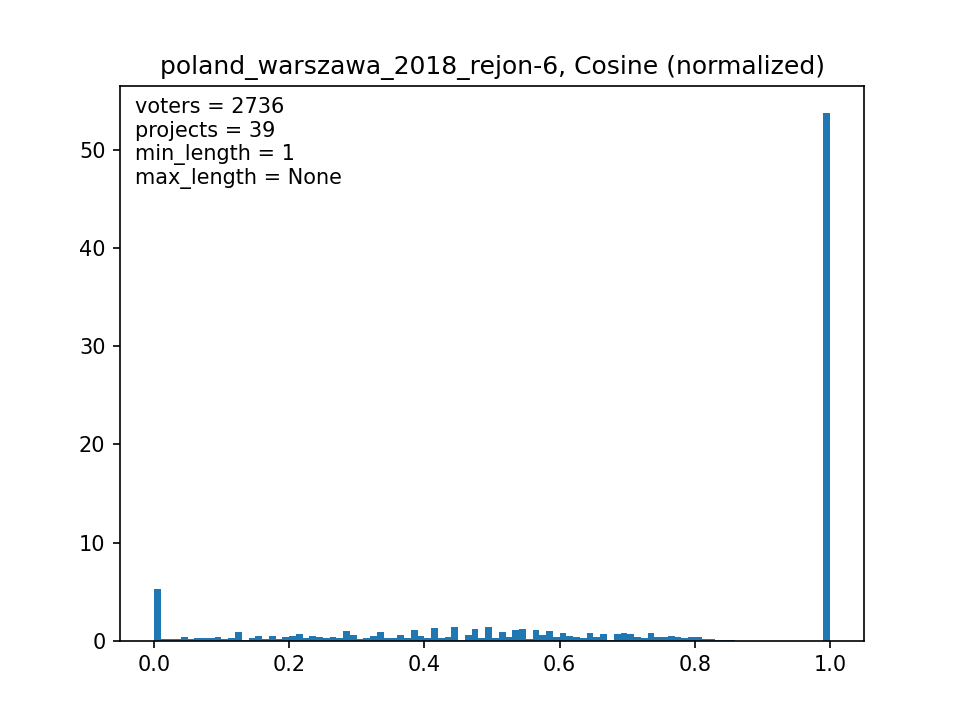 poland_warszawa_2018_rejon-6, Cosine (normalized)
voters = 2736
projects = 39
min_length = 1
max_length = None
50
40
30
20
10
0
0.0 0.2 0.4 0.6 0.8 1.0